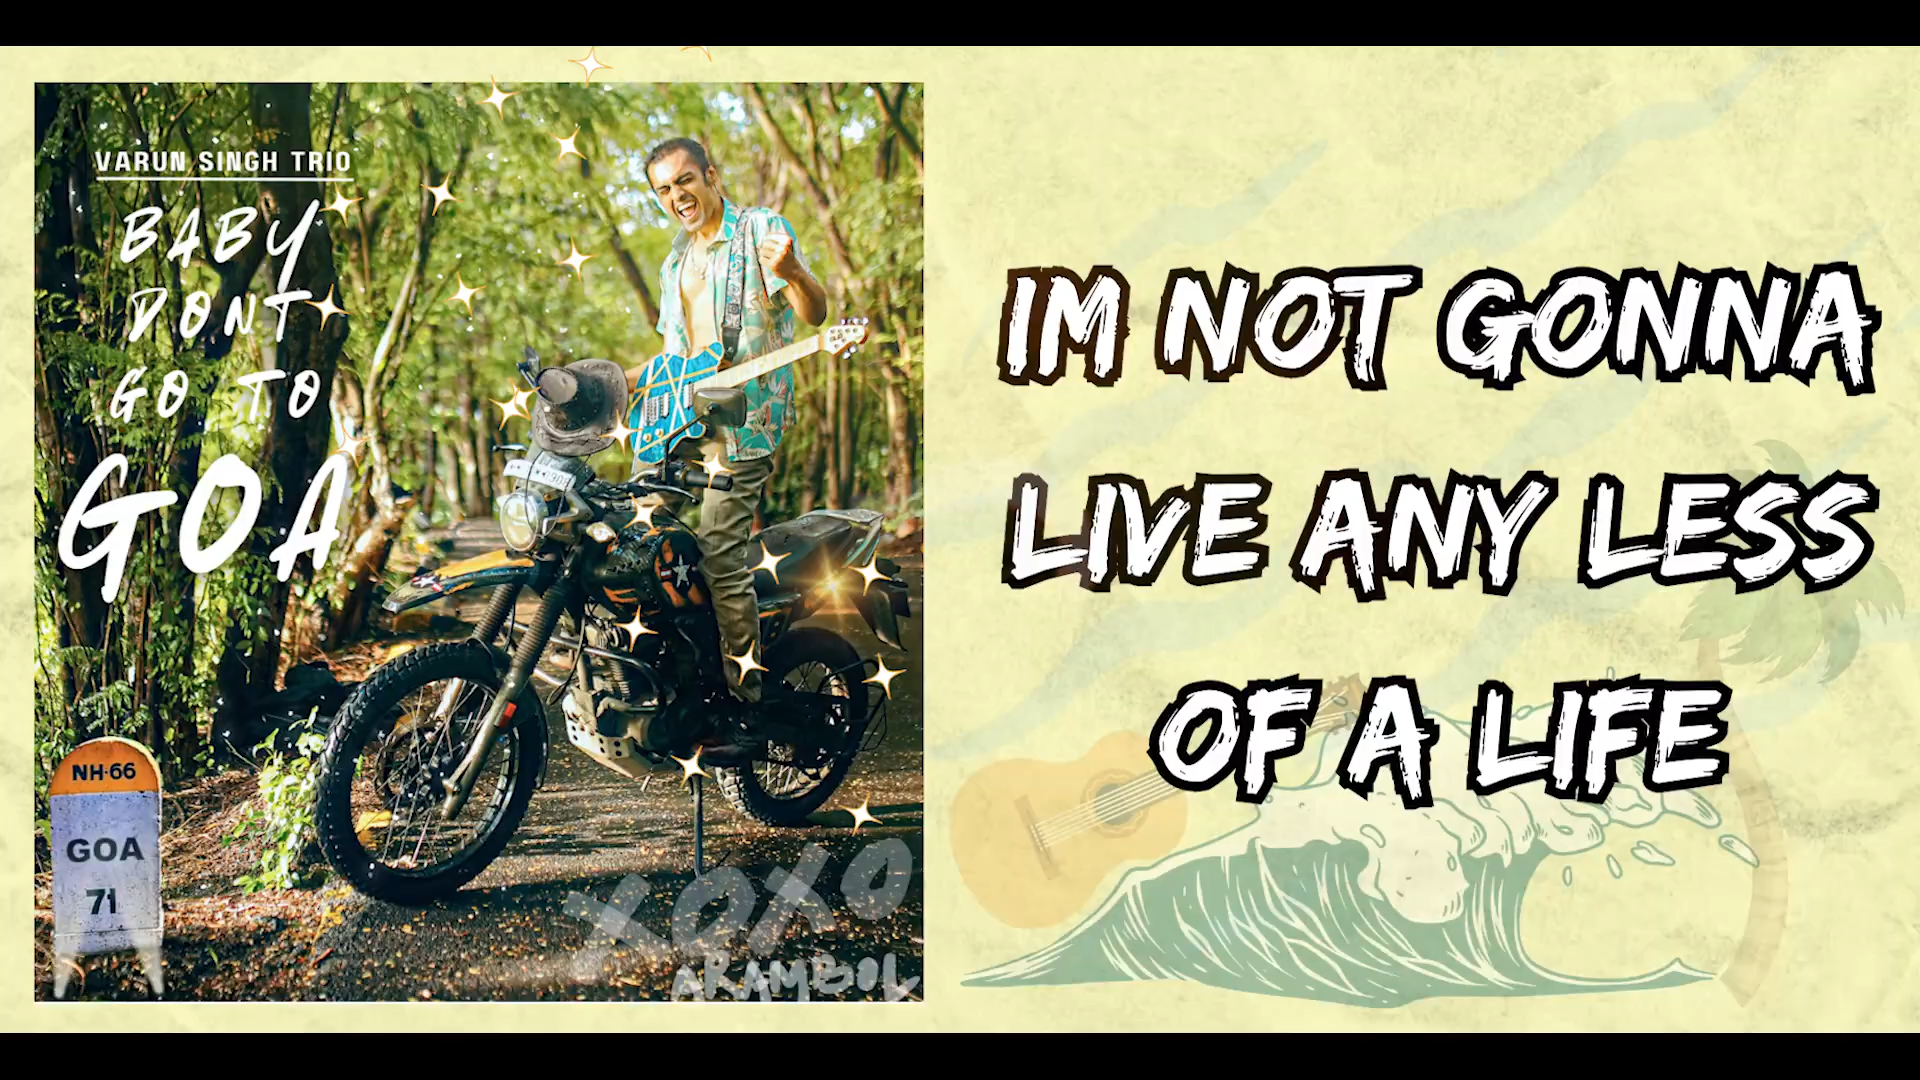 VARUN SINGH TRIO
BABY
DONT
GO TO
GOA
NH-66
GOA
71
XOXO
ARAMBOL
IM NOT GONNA
LIVE ANY LESS
OF A LIFE